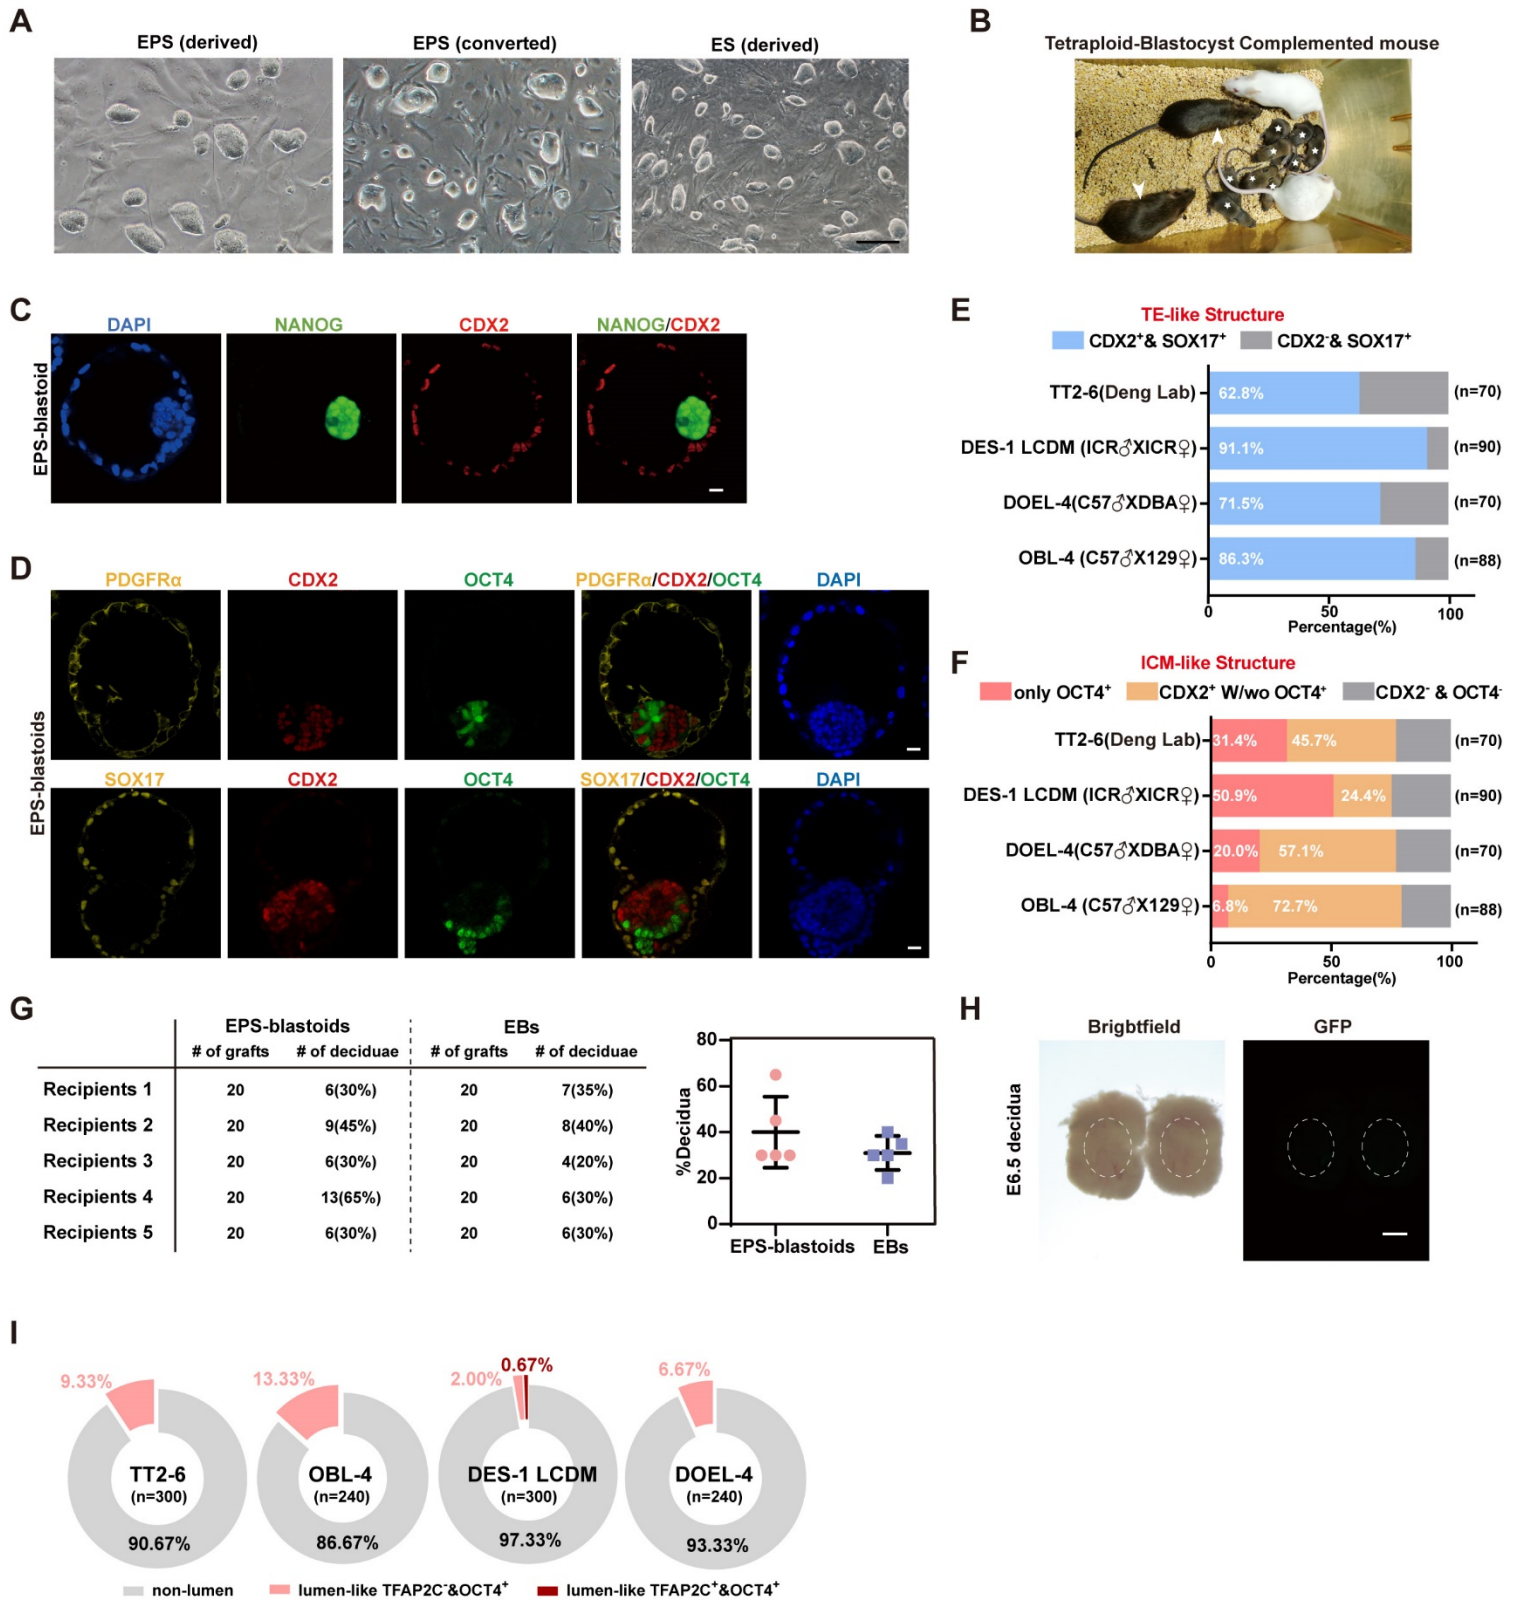 A
EPS (derived)
EPS (converted)
ES (derived)
B
Tetraploid-Blastocyst Complemented mouse
C
DAPI
NANOG
CDX2
NANOG/CDX2
EPS-blastoid
D
PDGFRα
CDX2
OCT4
PDGFRα/CDX2/OCT4
DAPI
EPS-blastoids
SOX17
CDX2
OCT4
SOX17/CDX2/OCT4
DAPI
E
TE-like Structure
CDX2⁺& SOX17⁺
CDX2⁻& SOX17⁺
TT2-6(Deng Lab)
62.8%
(n=70)
DES-1 LCDM (ICR♂XICR♀)
91.1%
(n=90)
DOEL-4(C57♂XDBA♀)
71.5%
(n=70)
OBL-4 (C57♂X129♀)
86.3%
(n=88)
0
50
100
Percentage(%)
F
ICM-like Structure
only OCT4⁺
CDX2⁺ W/wo OCT4⁺
CDX2⁻ & OCT4⁻
TT2-6(Deng Lab)
31.4%
45.7%
(n=70)
DES-1 LCDM (ICR♂XICR♀)
50.9%
24.4%
(n=90)
DOEL-4(C57♂XDBA♀)
20.0%
57.1%
(n=70)
OBL-4 (C57♂X129♀)
6.8%
72.7%
(n=88)
0
50
100
Percentage(%)
G
EPS-blastoids
EBs
# of grafts # of deciduae # of grafts # of deciduae
Recipients 1 20 6(30%) 20 7(35%)
Recipients 2 20 9(45%) 20 8(40%)
Recipients 3 20 6(30%) 20 4(20%)
Recipients 4 20 13(65%) 20 6(30%)
Recipients 5 20 6(30%) 20 6(30%)
%Decidua
80
60
40
20
0
EPS-blastoids
EBs
H
Brigbtfield
GFP
E6.5 decidua
I
9.33%
TT2-6
(n=300)
90.67%
13.33%
OBL-4
(n=240)
86.67%
2.00%
0.67%
DES-1 LCDM
(n=300)
97.33%
6.67%
DOEL-4
(n=240)
93.33%
non-lumen
lumen-like TFAP2C⁻&OCT4⁺
lumen-like TFAP2C⁺&OCT4⁺